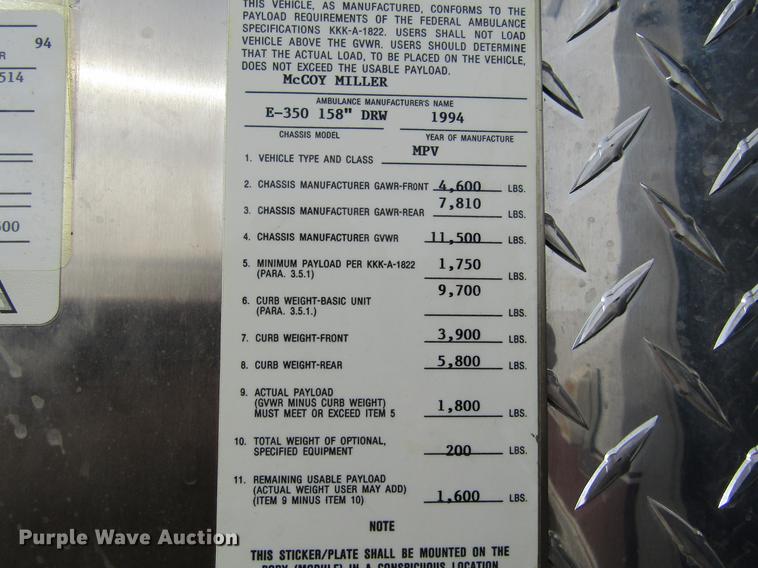 94
R
514
500
THIS VEHICLE, AS MANUFACTURED, CONFORMS TO THE
PAYLOAD REQUIREMENTS OF THE FEDERAL AMBULANCE
SPECIFICATIONS KKK-A-1822. USERS SHALL NOT LOAD
VEHICLE ABOVE THE GVWR. USERS SHOULD DETERMINE
THAT THE ACTUAL LOAD, TO BE PLACED ON THE VEHICLE,
DOES NOT EXCEED THE USABLE PAYLOAD.
McCOY MILLER
AMBULANCE MANUFACTURER'S NAME
E-350 158" DRW 1994
CHASSIS MODEL YEAR OF MANUFACTURE
1. VEHICLE TYPE AND CLASS MPV
2. CHASSIS MANUFACTURER GAWR-FRONT 4,600 LBS.
3. CHASSIS MANUFACTURER GAWR-REAR 7,810 LBS.
4. CHASSIS MANUFACTURER GVWR 11,500 LBS.
5. MINIMUM PAYLOAD PER KKK-A-1822 1,750
(PARA. 3.5.1) LBS.
6. CURB WEIGHT-BASIC UNIT 9,700
(PARA. 3.5.1.) LBS.
7. CURB WEIGHT-FRONT 3,900 LBS.
8. CURB WEIGHT-REAR 5,800 LBS.
9. ACTUAL PAYLOAD
(GVWR MINUS CURB WEIGHT) 1,800
MUST MEET OR EXCEED ITEM 5 LBS.
10. TOTAL WEIGHT OF OPTIONAL,
SPECIFIED EQUIPMENT 200 LBS.
11. REMAINING USABLE PAYLOAD
(ACTUAL WEIGHT USER MAY ADD)
(ITEM 9 MINUS ITEM 10) 1,600 LBS.
NOTE
THIS STICKER/PLATE SHALL BE MOUNTED ON THE
BODY (MODULE) IN A CONSPICUOUS LOCATION
Purple Wave Auction®